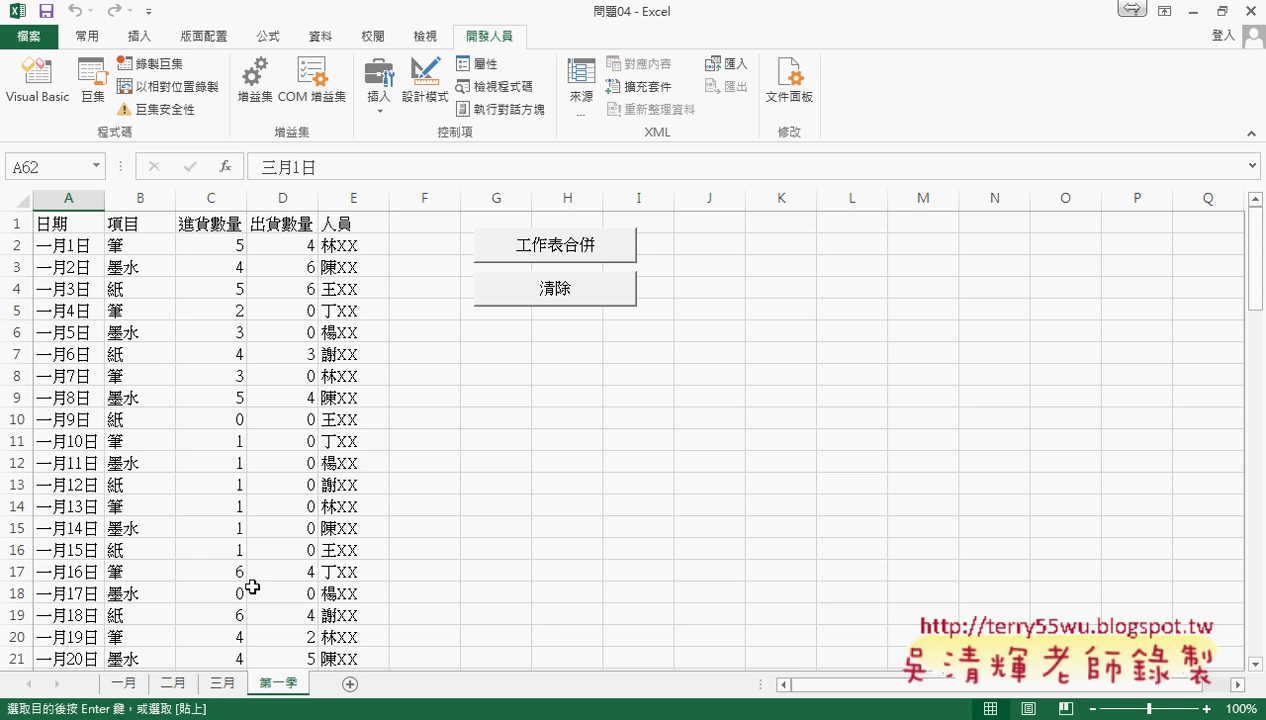 問題04 - Excel
登入
檔案 常用 插入 版面配置 公式 資料 校閱 檢視 開發人員
Visual Basic 巨集 錄製巨集 以相對位置錄製 巨集安全性
增益集 COM 增益集
插入 設計模式 屬性 檢視程式碼 執行對話方塊
來源 ... 對應內容 擴充套件 重新整理資料 匯入 匯出
文件面板
程式碼 增益集 控制項 XML 修改
A62 fx 三月1日
A B C D E F G H I J K L M N O P Q
1 日期 項目 進貨數量 出貨數量 人員
2 一月1日 筆 5 4 林XX
工作表合併
3 一月2日 墨水 4 6 陳XX
4 一月3日 紙 5 6 王XX
清除
5 一月4日 筆 2 0 丁XX
6 一月5日 墨水 3 0 楊XX
7 一月6日 紙 4 3 謝XX
8 一月7日 筆 3 0 林XX
9 一月8日 墨水 5 4 陳XX
10 一月9日 紙 0 0 王XX
11 一月10日 筆 1 0 丁XX
12 一月11日 墨水 1 0 楊XX
13 一月12日 紙 1 0 謝XX
14 一月13日 筆 1 0 林XX
15 一月14日 墨水 1 0 陳XX
16 一月15日 紙 1 0 王XX
17 一月16日 筆 6 4 丁XX
18 一月17日 墨水 0 0 楊XX
19 一月18日 紙 6 4 謝XX
20 一月19日 筆 4 2 林XX
21 一月20日 墨水 4 5 陳XX
http://terry55wu.blogspot.tw
吳清輝老師錄製
一月 二月 三月 第一季
選取目的後按 Enter 鍵，或選取 [貼上]
100%